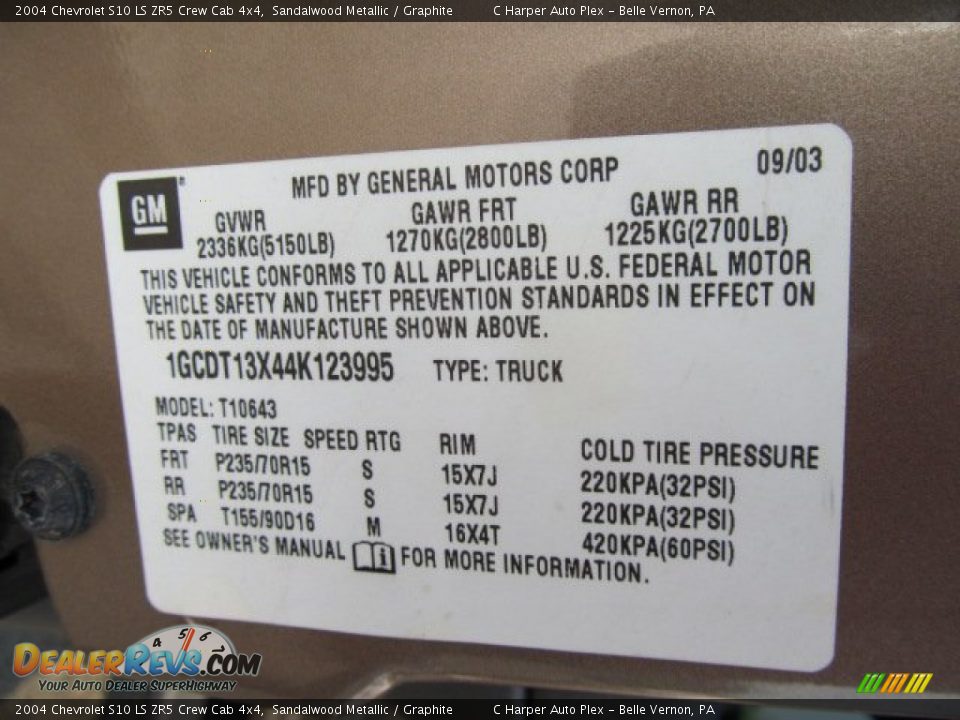 2004 Chevrolet S10 LS ZR5 Crew Cab 4x4, Sandalwood Metallic / Graphite C Harper Auto Plex - Belle Vernon, PA
09/03
GM
MFD BY GENERAL MOTORS CORP
GVWR GAWR FRT GAWR RR
2336KG(5150LB) 1270KG(2800LB) 1225KG(2700LB)
THIS VEHICLE CONFORMS TO ALL APPLICABLE U.S. FEDERAL MOTOR
VEHICLE SAFETY AND THEFT PREVENTION STANDARDS IN EFFECT ON
THE DATE OF MANUFACTURE SHOWN ABOVE.
1GCDT13X44K123995 TYPE: TRUCK
MODEL: T10643
TPAS TIRE SIZE SPEED RTG RIM COLD TIRE PRESSURE
FRT P235/70R15 S 15X7J 220KPA(32PSI)
RR P235/70R15 S 15X7J 220KPA(32PSI)
SPA T155/90D16 M 16X4T 420KPA(60PSI)
SEE OWNER'S MANUAL i FOR MORE INFORMATION.
4 5 6
DEALERREVS.COM
YOUR AUTO DEALER SUPERHIGHWAY
2004 Chevrolet S10 LS ZR5 Crew Cab 4x4, Sandalwood Metallic / Graphite C Harper Auto Plex - Belle Vernon, PA